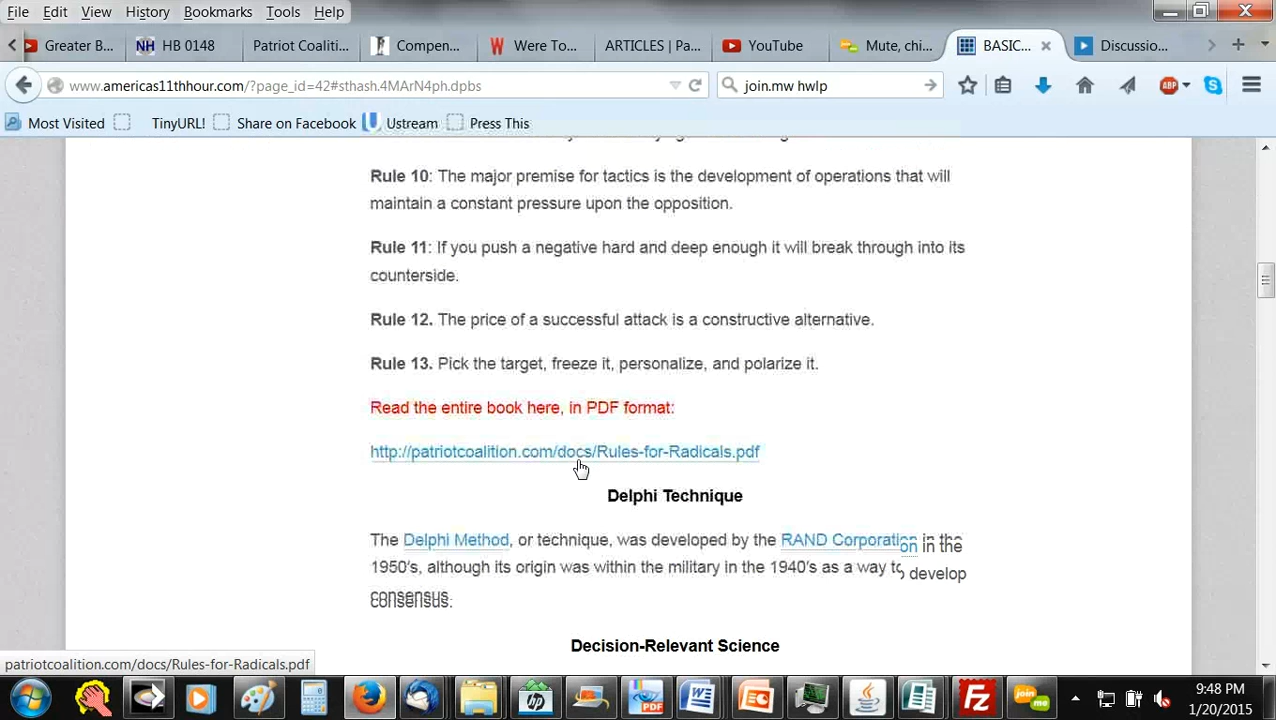 File Edit View History Bookmarks Tools Help
Greater B... HB 0148 Patriot Coaliti... Compen... Were To... ARTICLES | Pa... YouTube Mute, chi... BASIC... Discussio...
www.americas11thhour.com/?page_id=42#sthash.4MArN4ph.dpbs join.mw hwlp
Most Visited TinyURL! Share on Facebook Ustream Press This
Rule 10: The major premise for tactics is the development of operations that will
maintain a constant pressure upon the opposition.
Rule 11: If you push a negative hard and deep enough it will break through into its
counterside.
Rule 12. The price of a successful attack is a constructive alternative.
Rule 13. Pick the target, freeze it, personalize, and polarize it.
Read the entire book here, in PDF format:
http://patriotcoalition.com/docs/Rules-for-Radicals.pdf
Delphi Technique
The Delphi Method, or technique, was developed by the RAND Corporation in the
1950's, although its origin was within the military in the 1940's as a way to develop
consensus.
Decision-Relevant Science
patriotcoalition.com/docs/Rules-for-Radicals.pdf
9:48 PM
1/20/2015